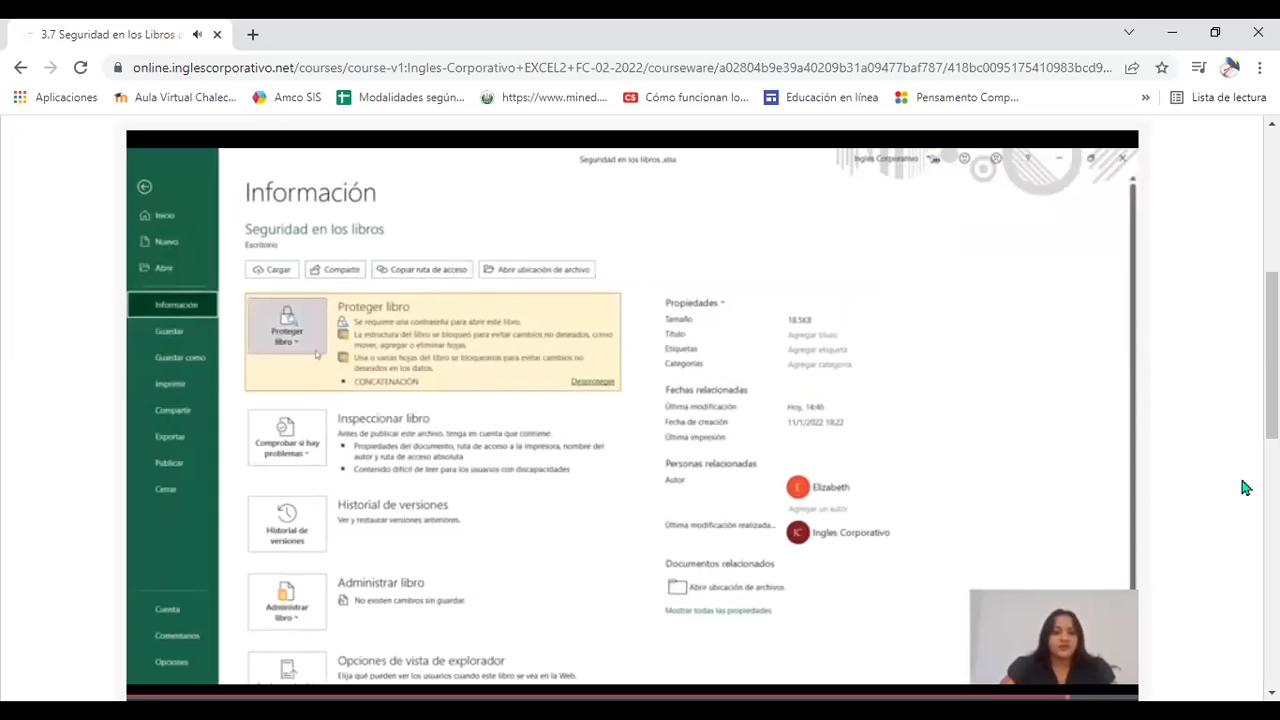 3.7 Seguridad en los Libros d
online.inglescorporativo.net/courses/course-v1:Ingles-Corporativo+EXCEL2+FC-02-2022/courseware/a02804b9e39a40209b31a09477baf787/418bc0095175410983bcd9...
Aplicaciones Aula Virtual Chalec... Amco SIS Modalidades según... https://www.mined.... Cómo funcionan lo... Educación en línea Pensamento Comp... » Lista de lectura
Seguridad en los libros .xlsx
Ingles Corporativo
Información
Inicio
Nuevo
Abrir
Información
Guardar
Guardar como
Imprimir
Compartir
Exportar
Publicar
Cerrar
Cuenta
Comentarios
Opciones
Seguridad en los libros
Escritorio
Cargar Compartir Copiar ruta de acceso Abrir ubicación de archivo
Proteger
libro
Proteger libro
Se requiere una contraseña para abrir este libro.
La estructura del libro se bloqueó para evitar cambios no deseados, como
mover, agregar o eliminar hojas.
Una o varias hojas del libro se bloquearon para evitar cambios no
deseados en los datos.
CONCATENACIÓN Desproteger
Comprobar si hay
problemas
Inspeccionar libro
Antes de publicar este archivo, tenga en cuenta que contiene:
Propiedades del documento, ruta de acceso a la impresora, nombre del
autor y ruta de acceso absoluta
Contenido difícil de leer para los usuarios con discapacidades
Historial de
versiones
Historial de versiones
Ver y restaurar versiones anteriores.
Administrar
libro
Administrar libro
No existen cambios sin guardar.
Opciones de vista de explorador
Elija qué pueden ver los usuarios cuando este libro se vea en la Web.
Propiedades
Tamaño 18.5KB
Título Agregar título
Etiquetas Agregar etiqueta
Categorías Agregar categoría
Fechas relacionadas
Última modificación Hoy, 14:46
Fecha de creación 11/1/2022 18:22
Última impresión
Personas relacionadas
Autor Elizabeth
Agregar un autor
Última modificación realizada... IC Ingles Corporativo
Documentos relacionados
Abrir ubicación de archivos
Mostrar todas las propiedades